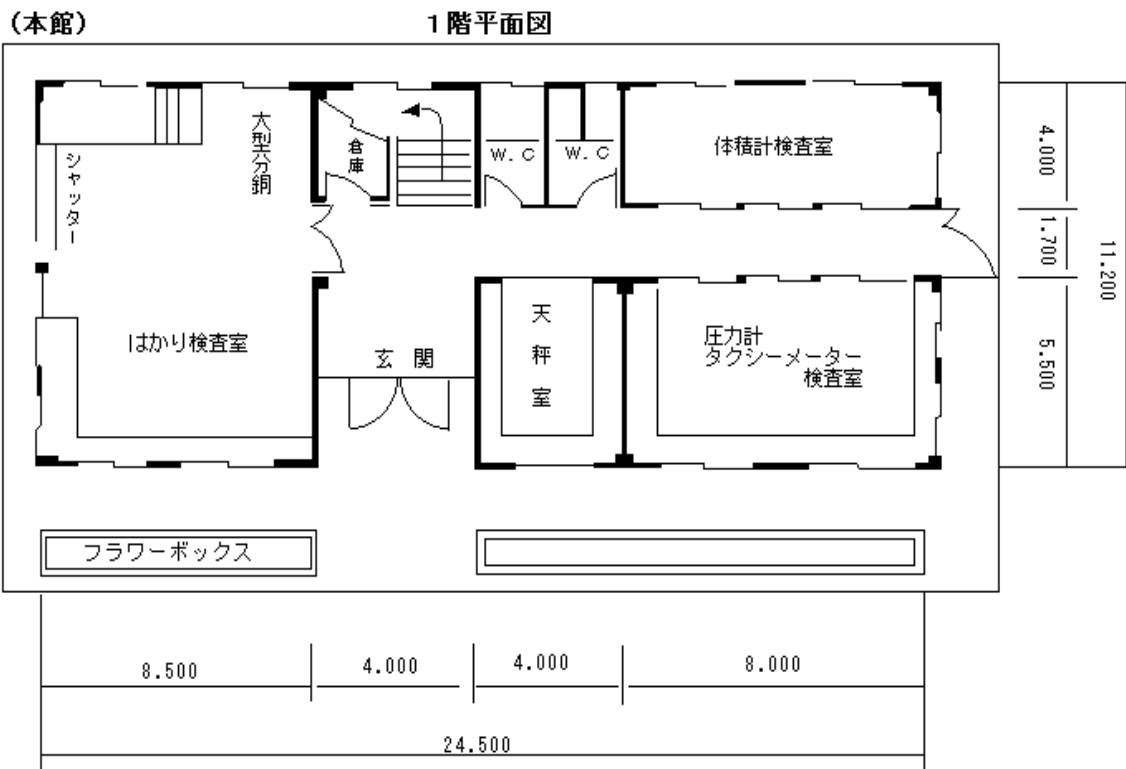 (本館)
1階平面図
大型分銅
倉庫
W.C
W.C
体積計検査室
シャッター
はかり検査室
玄 関
天秤室
圧力計
タクシーメーター
検査室
フラワーボックス
4.000
1.700
5.500
11.200
8.500
4.000
4.000
8.000
24.500